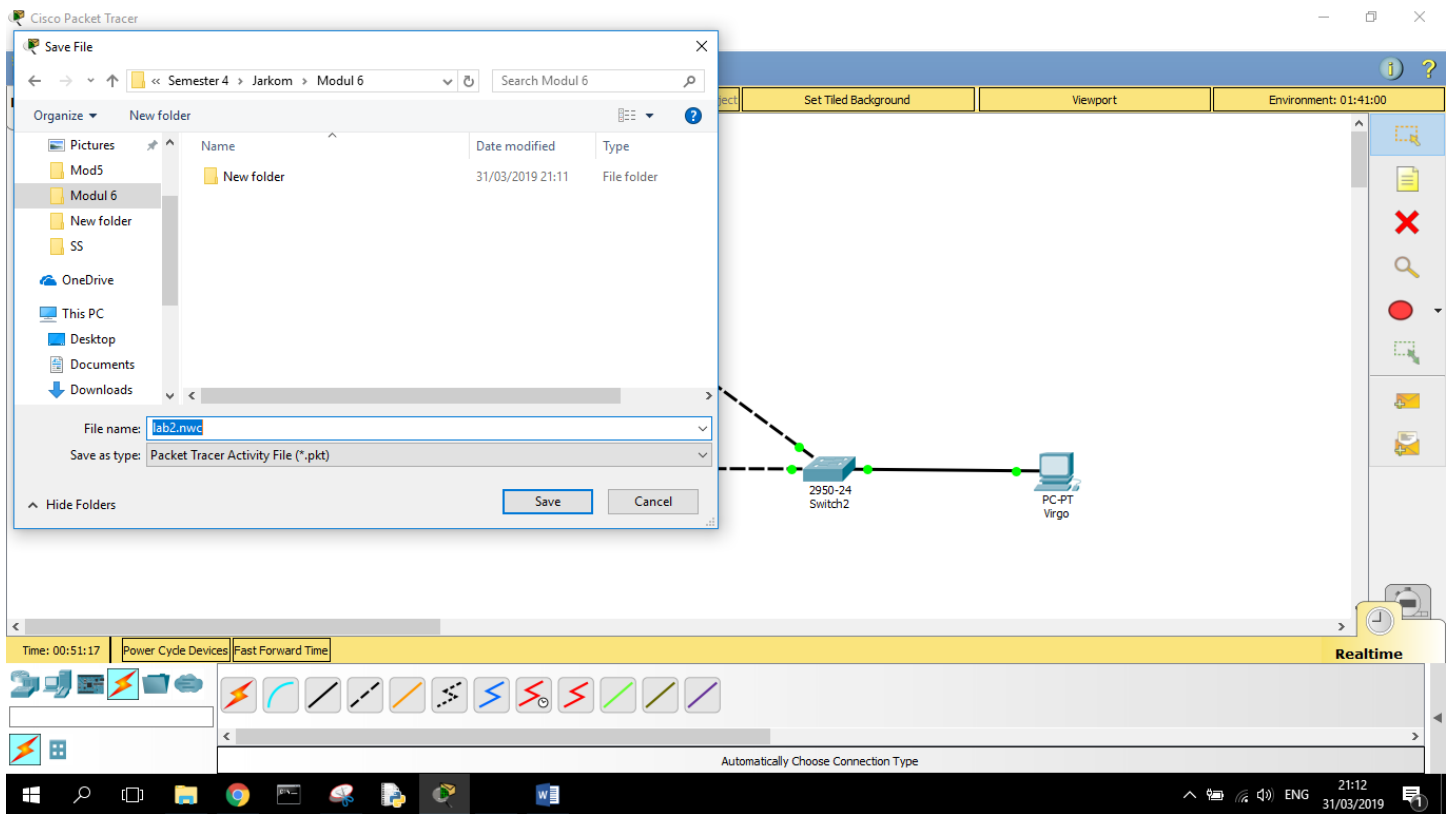 Cisco Packet Tracer
Save File
« Semester 4 › Jarkom › Modul 6
Search Modul 6
Organize
New folder
Name
Date modified
Type
Pictures
Mod5
Modul 6
New folder
SS
OneDrive
This PC
Desktop
Documents
Downloads
New folder
31/03/2019 21:11
File folder
File name:
lab2.nwc
Save as type:
Packet Tracer Activity File (*.pkt)
Hide Folders
Save
Cancel
ject
Set Tiled Background
Viewport
Environment: 01:41:00
2950-24
Switch2
PC-PT
Virgo
Time: 00:51:17
Power Cycle Devices
Fast Forward Time
Realtime
Automatically Choose Connection Type
ENG
21:12
31/03/2019
1